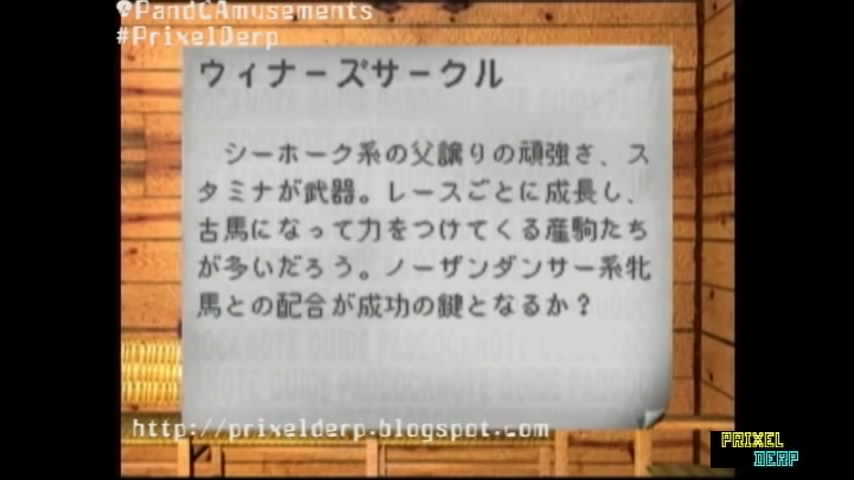 @PandCAmusements
#PrixelDerp
ウィナーズサークル
シーホーク系の父譲りの頑強さ、ス
タミナが武器。レースごとに成長し、
古馬になって力をつけてくる産駒たち
が多いだろう。ノーザンダンサー系牝
馬との配合が成功の鍵となるか？
http://prixelderp.blogspot.com
PRIXEL
DERP